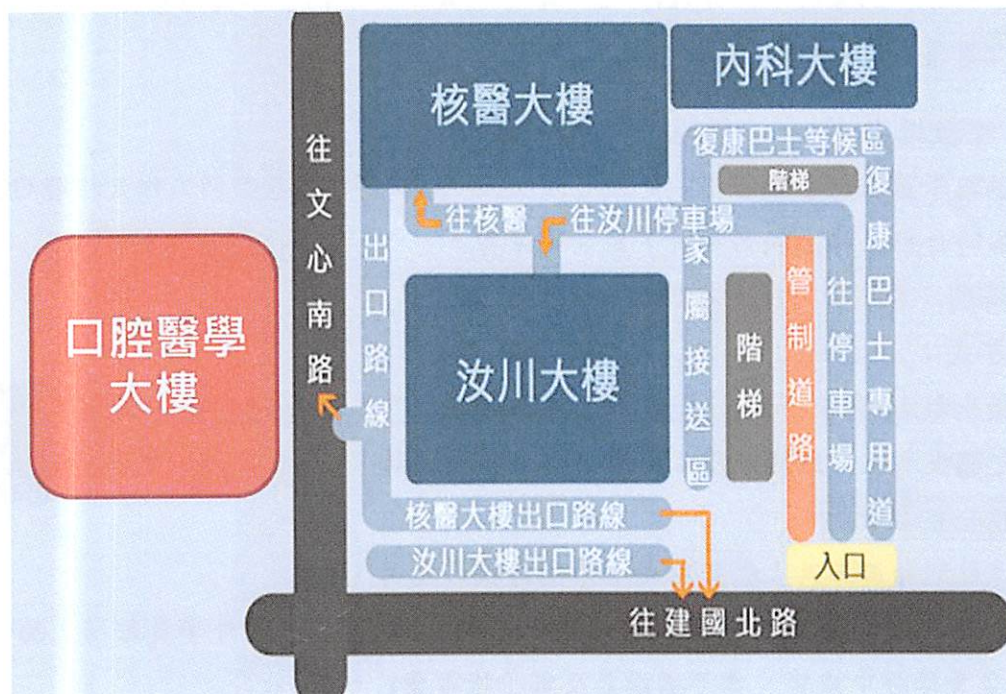 往文心南路
核醫大樓
內科大樓
復康巴士等候區
階梯
復康巴士專用道
往核醫
往汝川停車場
出口路線
口腔醫學
大樓
汝川大樓
家屬接送區
階梯
管制道路
往停車場
核醫大樓出口路線
汝川大樓出口路線
入口
往建國北路